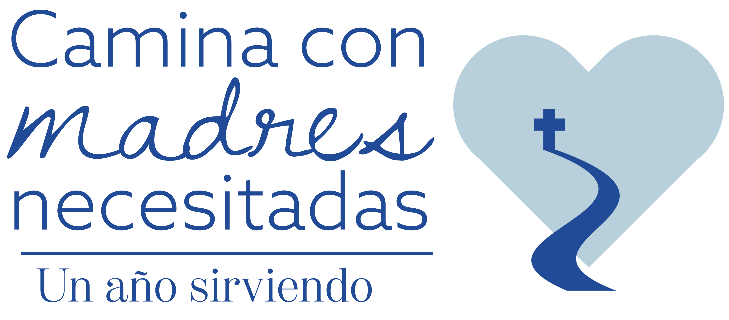 Camina con
madres
necesitadas
Un año sirviendo